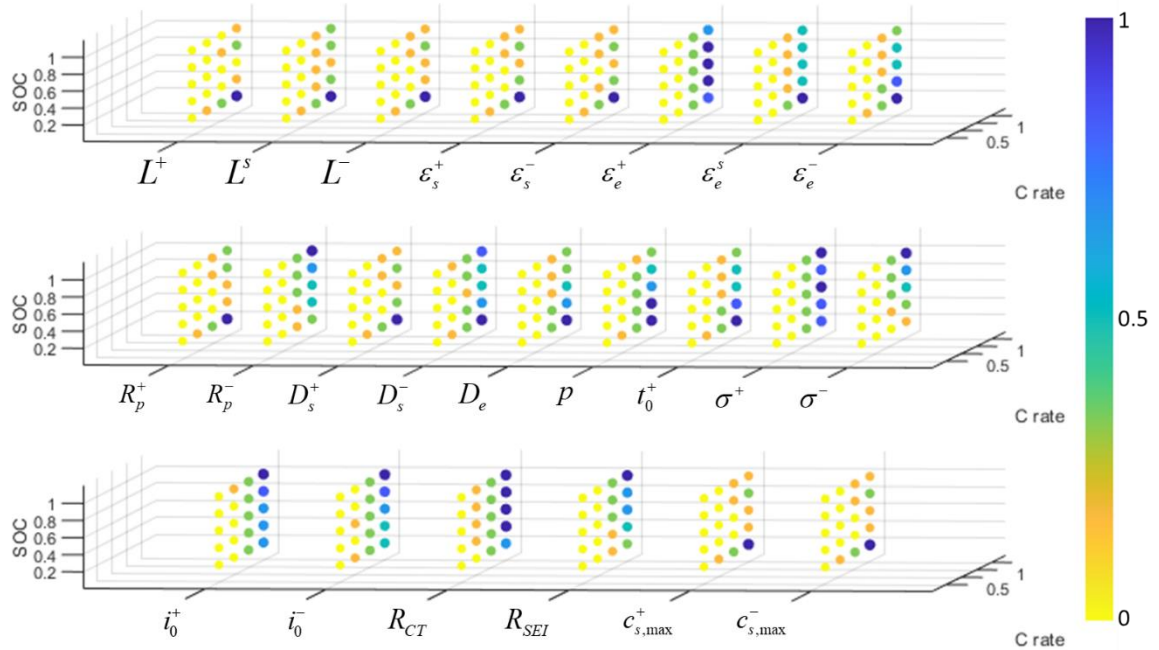 1
SOC
1
0.8
0.6
0.4
0.2
1
0.5
L⁺ Lˢ L⁻ εₛ⁺ εₛ⁻ εₑ⁺ εₑˢ εₑ⁻
C rate
0.5
SOC
1
0.8
0.6
0.4
0.2
1
0.5
Rₚ⁺ Rₚ⁻ Dₛ⁺ Dₛ⁻ Dₑ p t₀⁺ σ⁺ σ⁻
C rate
SOC
1
0.8
0.6
0.4
0.2
1
0.5
0
i₀⁺ i₀⁻ R_CT R_SEI c⁺_s,max c⁻_s,max
C rate